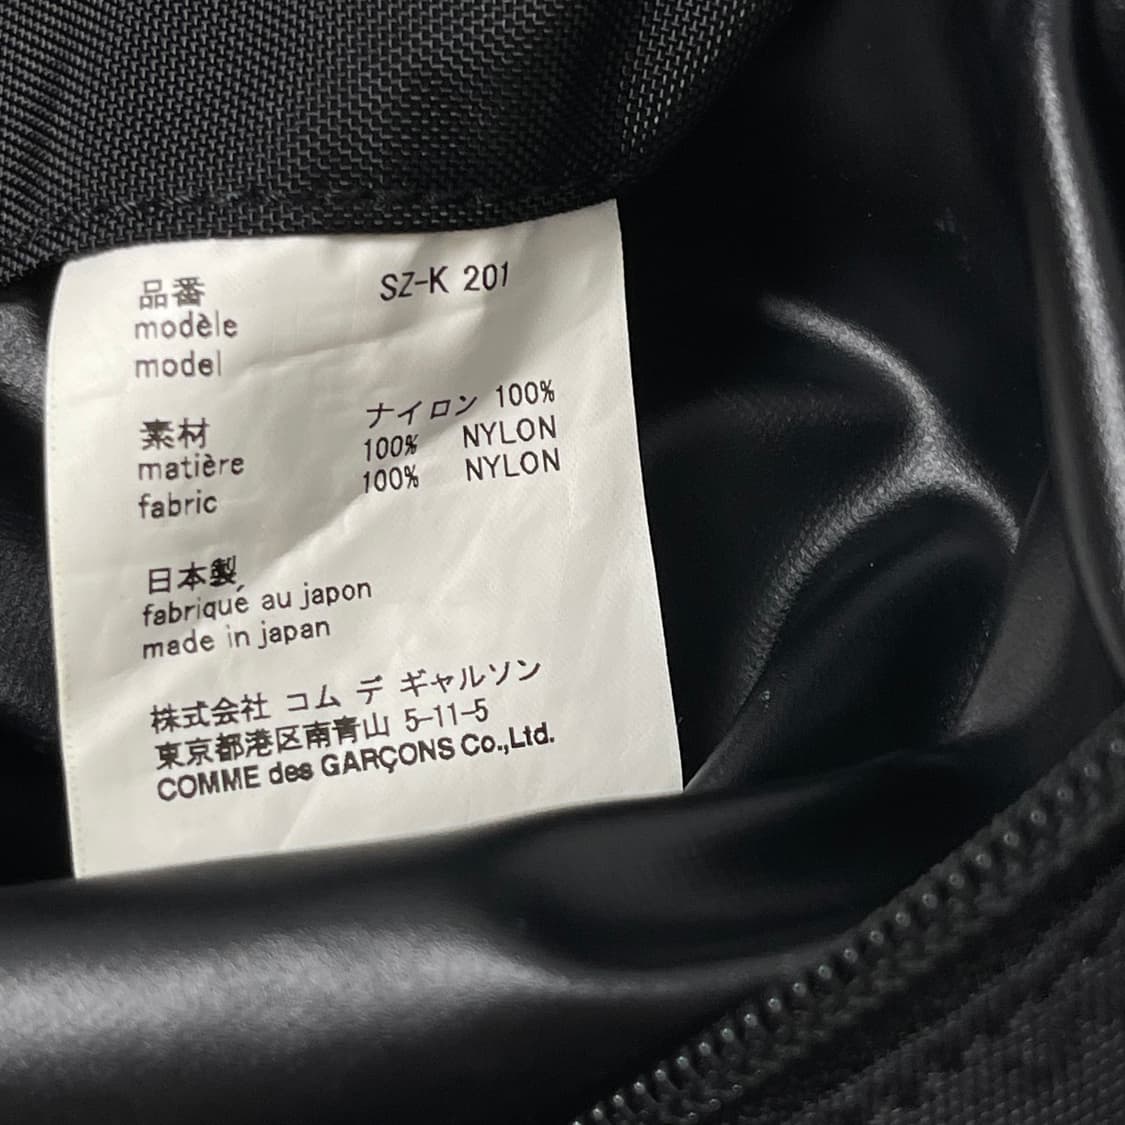 品番 SZ-K 201
modèle
model
素材 ナイロン 100%
matière 100% NYLON
fabric 100% NYLON
日本製
fabrique au japon
made in japan
株式会社 コム デ ギャルソン
東京都港区南青山 5-11-5
COMME des GARÇONS Co.,Ltd.